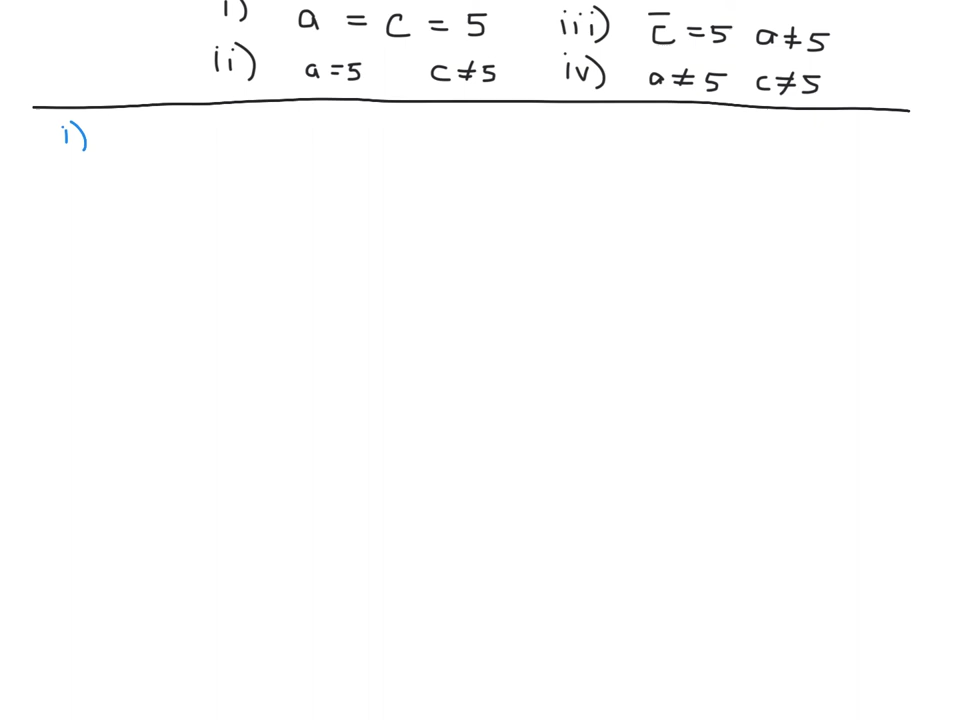 i) a = c = 5 iii) c̅ = 5 a ≠ 5
ii) a = 5 c ≠ 5 iv) a ≠ 5 c ≠ 5
i)